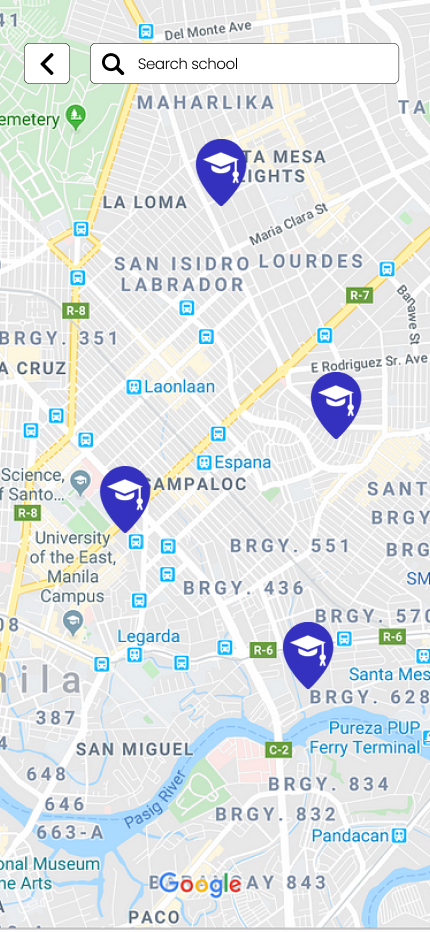 41
Del Monte Ave
Search school
MAHARLIKA
TA
emetery
TA MESA
EIGHTS
LA LOMA
Maria Clara St
SAN ISIDRO
LABRADOR
LOURDES
R-7
Banawe St
R-8
BRGY. 351
E Rodriguez Sr. Ave
A CRUZ
Laonlaan
Espana
Science,
f Santo...
SAMPALOC
SANT
R-8
BRGY
University
of the East,
Manila
Campus
BRGY. 551
BRG
BRGY. 436
SM
08
BRGY. 570
Legarda
R-6
R-6
Santa Mes
nila
BRGY. 628
387
Pureza PUP
Ferry Terminal
4
SAN MIGUEL
C-2
648
BRGY. 834
646
Pasig River
BRGY. 832
663-A
Pandacan
onal Museum
ne Arts
Google
AY 843
PACO